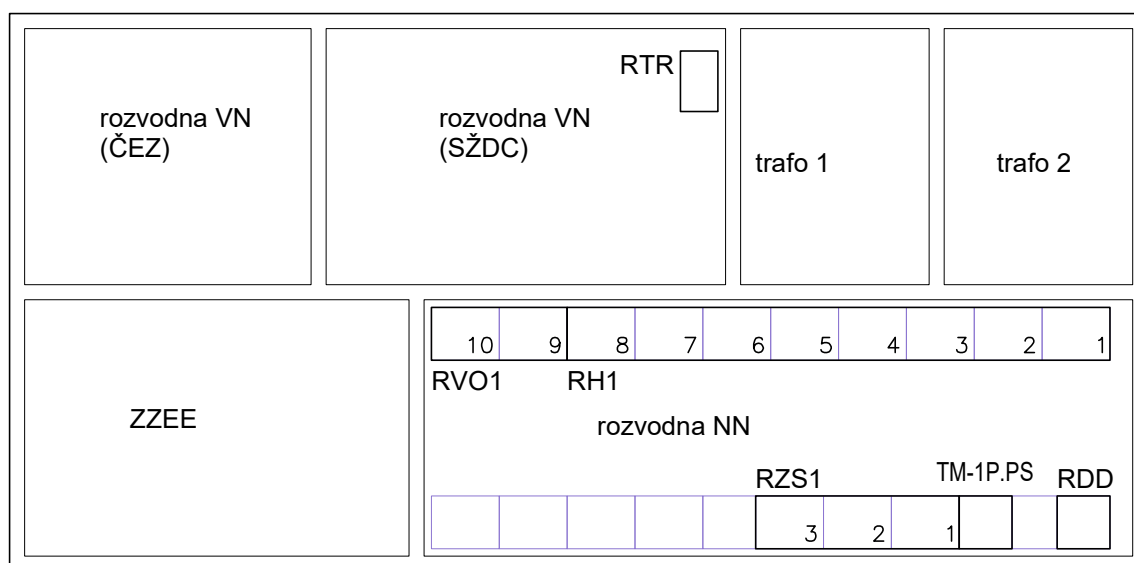 RTR
rozvodna VN
(ČEZ)
rozvodna VN
(SŽDC)
trafo 1
trafo 2
10 9 8 7 6 5 4 3 2 1
RVO1
RH1
ZZEE
rozvodna NN
RZS1
TM-1P.PS
RDD
3 2 1